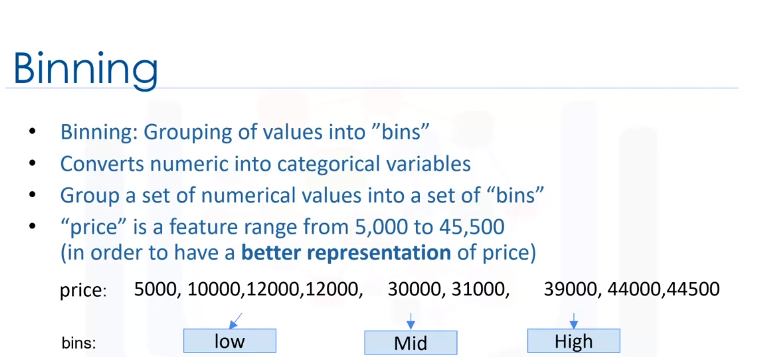 Binning
• Binning: Grouping of values into ”bins”
• Converts numeric into categorical variables
• Group a set of numerical values into a set of “bins”
• “price” is a feature range from 5,000 to 45,500
(in order to have a better representation of price)
price: 5000, 10000,12000,12000, 30000, 31000, 39000, 44000,44500
bins: low Mid High